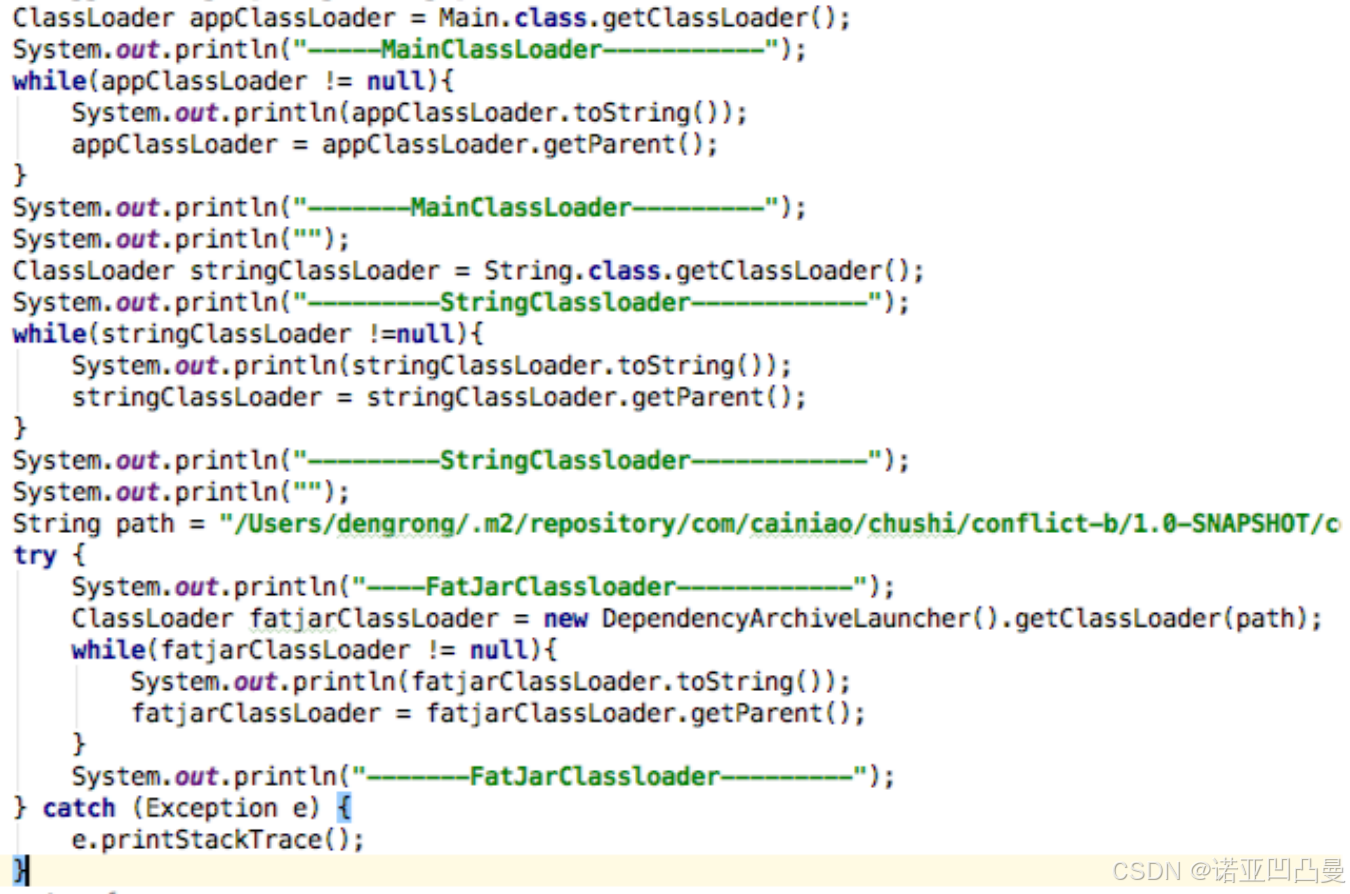 ClassLoader appClassLoader = Main.class.getClassLoader();
System.out.println("-----MainClassLoader-----------");
while(appClassLoader != null){
    System.out.println(appClassLoader.toString());
    appClassLoader = appClassLoader.getParent();
}
System.out.println("-------MainClassLoader---------");
System.out.println("");
ClassLoader stringClassLoader = String.class.getClassLoader();
System.out.println("---------StringClassloader------------");
while(stringClassLoader !=null){
    System.out.println(stringClassLoader.toString());
    stringClassLoader = stringClassLoader.getParent();
}
System.out.println("---------StringClassloader------------");
System.out.println("");
String path = "/Users/dengrong/.m2/repository/com/cainiao/chushi/conflict-b/1.0-SNAPSHOT/c
try {
    System.out.println("----FatJarClassloader------------");
    ClassLoader fatjarClassLoader = new DependencyArchiveLauncher().getClassLoader(path);
    while(fatjarClassLoader != null){
        System.out.println(fatjarClassLoader.toString());
        fatjarClassLoader = fatjarClassLoader.getParent();
    }
    System.out.println("-------FatJarClassloader---------");
} catch (Exception e) {
    e.printStackTrace();
}
CSDN @诺亚凹凸曼